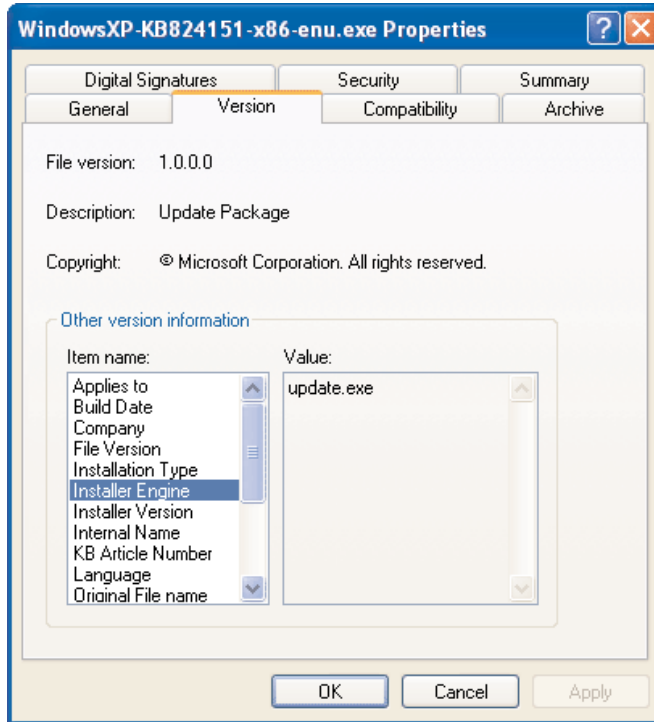 WindowsXP-KB824151-x86-enu.exe Properties
Digital Signatures Security Summary
General Version Compatibility Archive
File version: 1.0.0.0
Description: Update Package
Copyright: © Microsoft Corporation. All rights reserved.
Other version information
Item name: Value:
Applies to update.exe
Build Date
Company
File Version
Installation Type
Installer Engine
Installer Version
Internal Name
KB Article Number
Language
Original File name
OK Cancel Apply